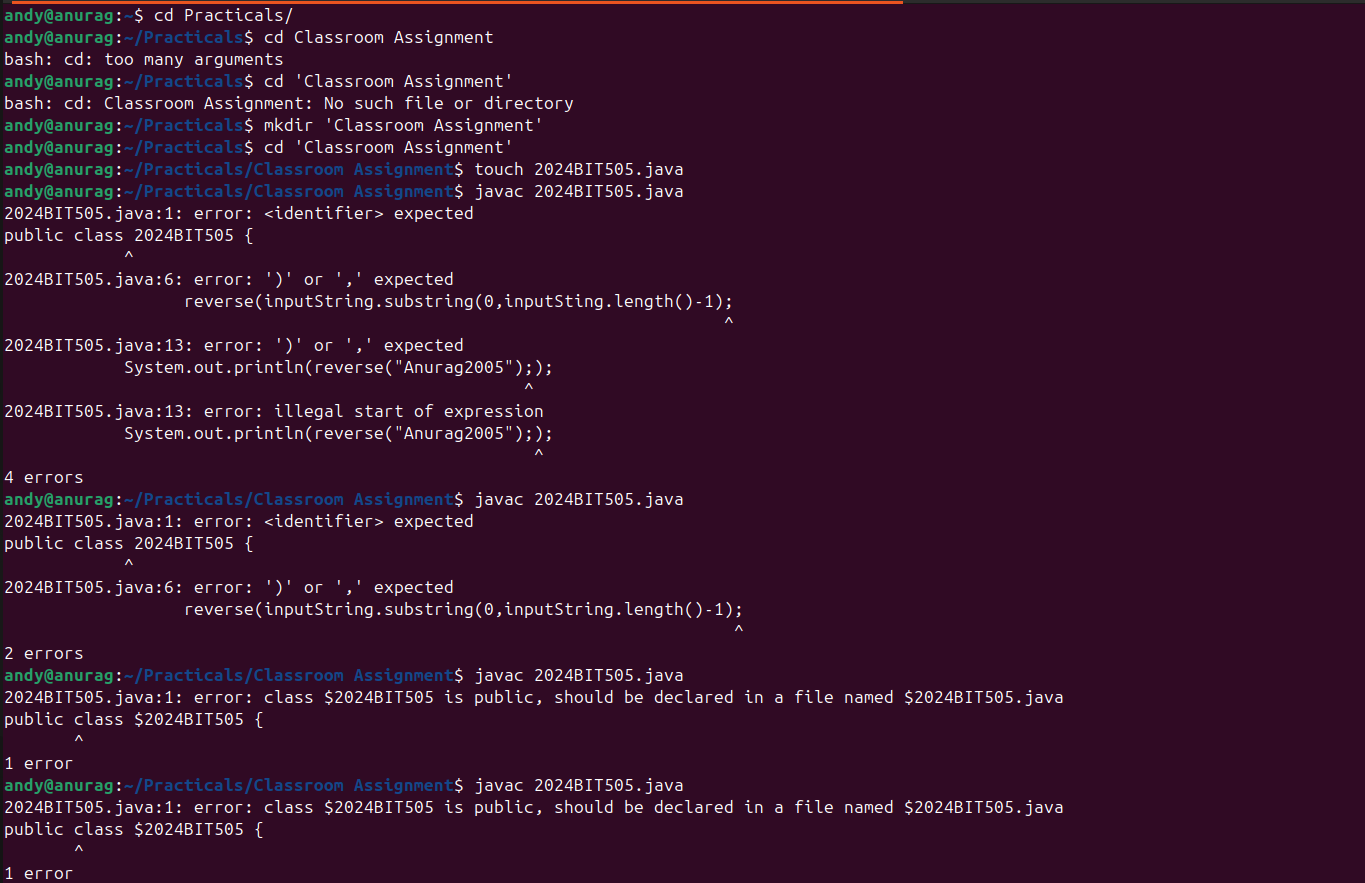 andy@anurag:~$ cd Practicals/
andy@anurag:~/Practicals$ cd Classroom Assignment
bash: cd: too many arguments
andy@anurag:~/Practicals$ cd 'Classroom Assignment'
bash: cd: Classroom Assignment: No such file or directory
andy@anurag:~/Practicals$ mkdir 'Classroom Assignment'
andy@anurag:~/Practicals$ cd 'Classroom Assignment'
andy@anurag:~/Practicals/Classroom Assignment$ touch 2024BIT505.java
andy@anurag:~/Practicals/Classroom Assignment$ javac 2024BIT505.java
2024BIT505.java:1: error: <identifier> expected
public class 2024BIT505 {
            ^
2024BIT505.java:6: error: ')' or ',' expected
                  reverse(inputString.substring(0,inputSting.length()-1);
                                                                        ^
2024BIT505.java:13: error: ')' or ',' expected
            System.out.println(reverse("Anurag2005"););
                                                    ^
2024BIT505.java:13: error: illegal start of expression
            System.out.println(reverse("Anurag2005"););
                                                     ^
4 errors
andy@anurag:~/Practicals/Classroom Assignment$ javac 2024BIT505.java
2024BIT505.java:1: error: <identifier> expected
public class 2024BIT505 {
            ^
2024BIT505.java:6: error: ')' or ',' expected
                  reverse(inputString.substring(0,inputString.length()-1);
                                                                         ^
2 errors
andy@anurag:~/Practicals/Classroom Assignment$ javac 2024BIT505.java
2024BIT505.java:1: error: class $2024BIT505 is public, should be declared in a file named $2024BIT505.java
public class $2024BIT505 {
       ^
1 error
andy@anurag:~/Practicals/Classroom Assignment$ javac 2024BIT505.java
2024BIT505.java:1: error: class $2024BIT505 is public, should be declared in a file named $2024BIT505.java
public class $2024BIT505 {
       ^
1 error